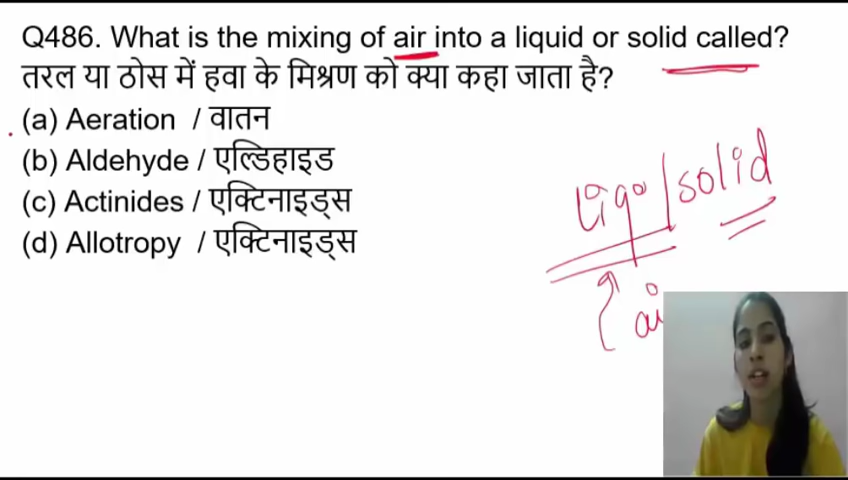 Q486. What is the mixing of air into a liquid or solid called?
तरल या ठोस में हवा के मिश्रण को क्या कहा जाता है?
(a) Aeration / वातन
(b) Aldehyde / एल्डिहाइड
(c) Actinides / एक्टिनाइड्स
(d) Allotropy / एक्टिनाइड्स
/solid